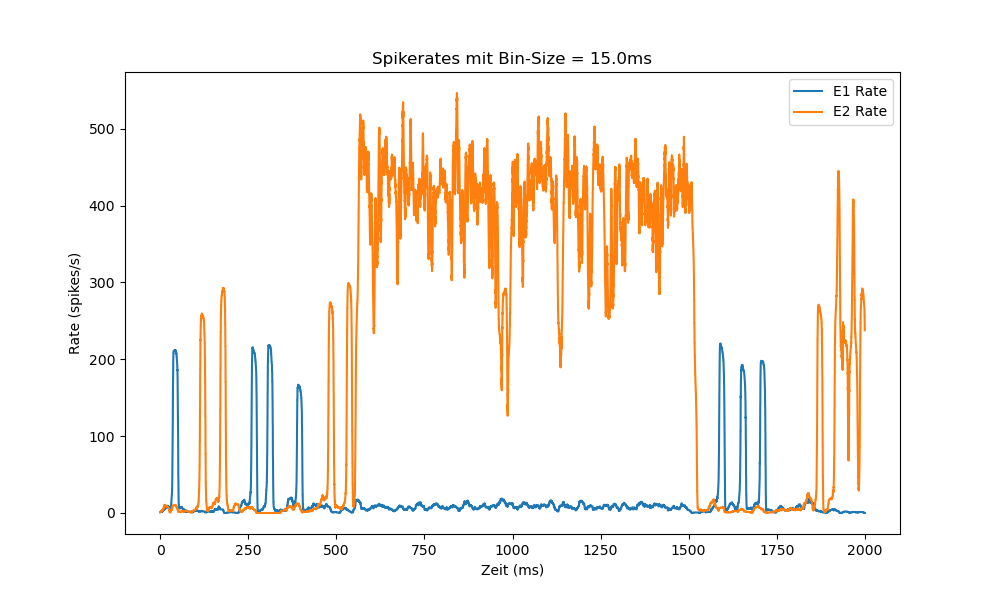 Spikerates mit Bin-Size = 15.0ms
E1 Rate
E2 Rate
Rate (spikes/s)
500
400
300
200
100
0
0 250 500 750 1000 1250 1500 1750 2000
Zeit (ms)